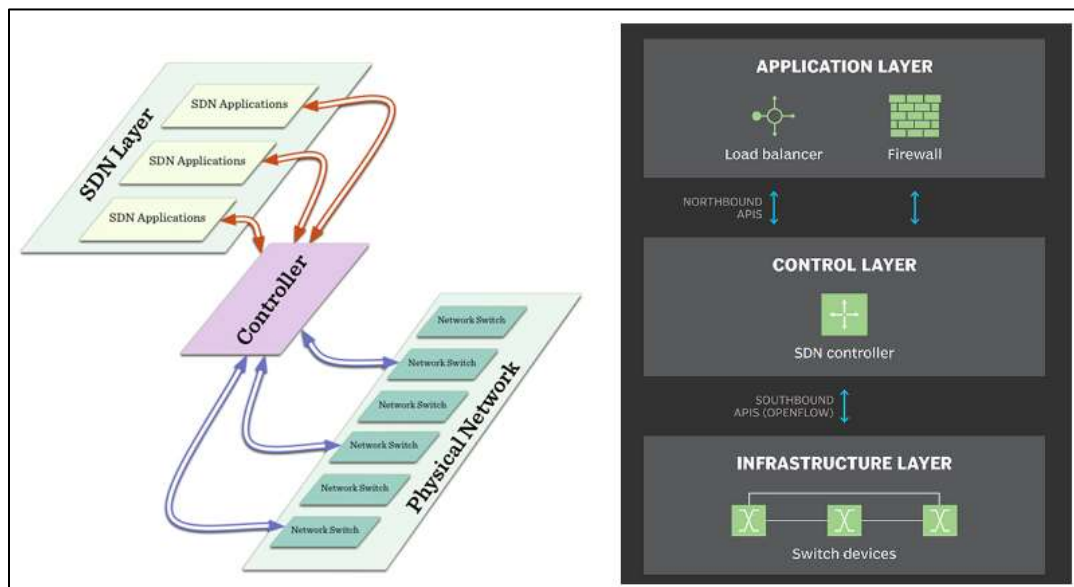 SDN Layer
SDN Applications
SDN Applications
SDN Applications
Controller
Physical Network
Network Switch
Network Switch
Network Switch
Network Switch
Network Switch
Network Switch
APPLICATION LAYER
Load balancer
Firewall
NORTHBOUND
APIS
CONTROL LAYER
SDN controller
SOUTHBOUND
APIS (OPENFLOW)
INFRASTRUCTURE LAYER
Switch devices